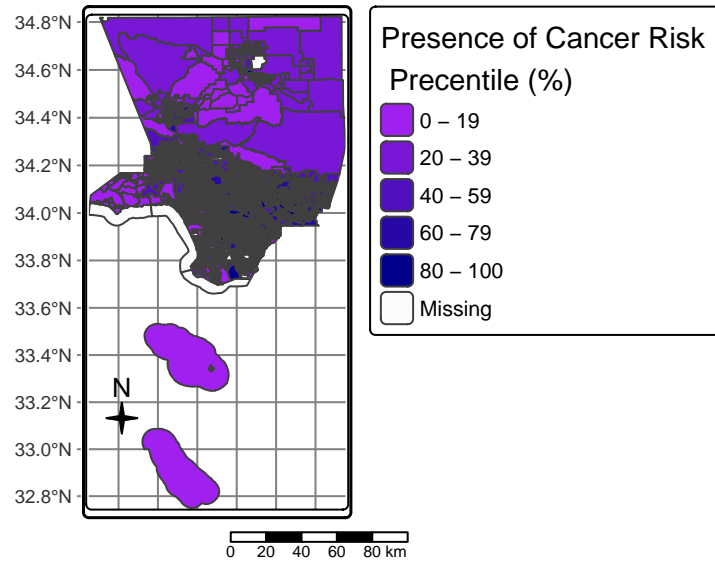 34.8°N
34.6°N
34.4°N
34.2°N
34.0°N
33.8°N
33.6°N
33.4°N
33.2°N
33.0°N
32.8°N
N
0 20 40 60 80 km
Presence of Cancer Risk
Precentile (%)
0 – 19
20 – 39
40 – 59
60 – 79
80 – 100
Missing